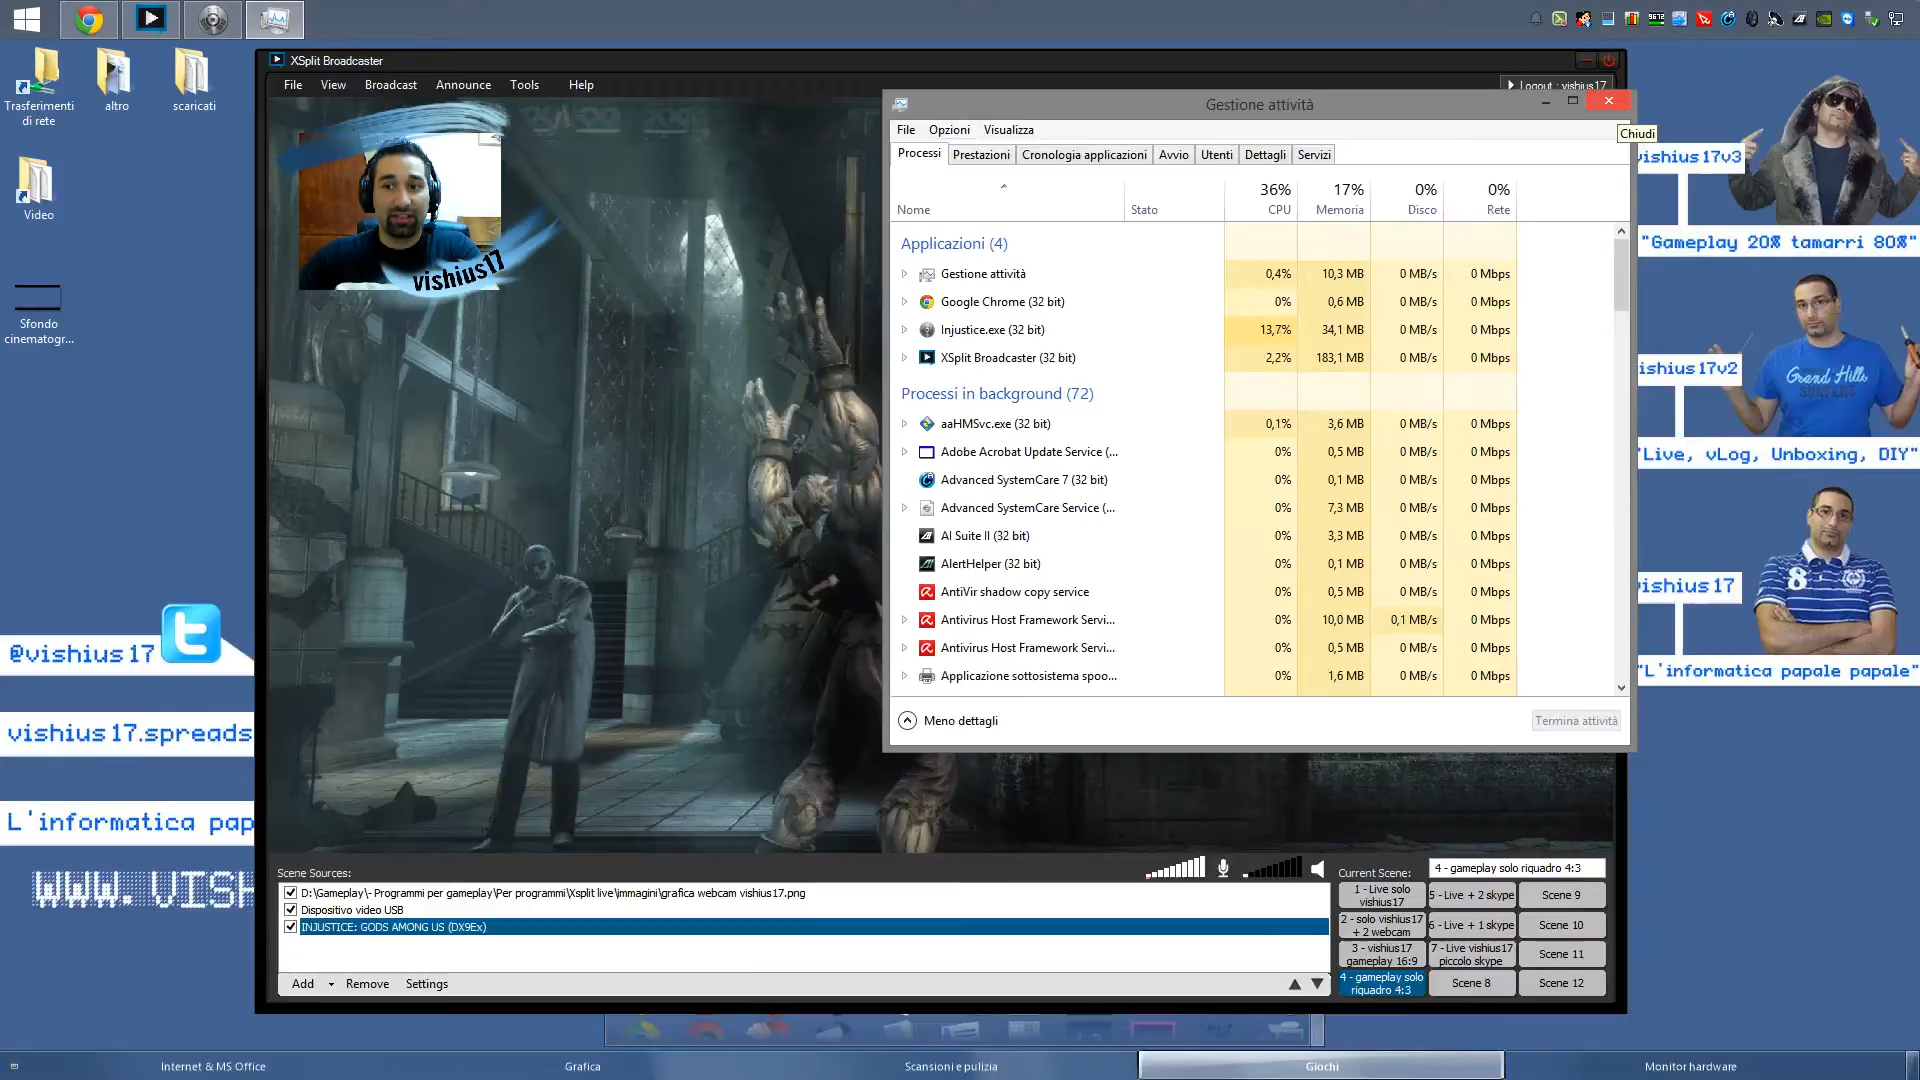 XSplit Broadcaster
File View Broadcast Announce Tools Help
Logout : vishius17
Trasferimenti
di rete
altro
scaricati
Video
Sfondo
cinematogr...
vishius17
@vishius17
vishius17.spreads
L'informatica pap
WWW.VISH
Gestione attività
Chiudi
File Opzioni Visualizza
Processi Prestazioni Cronologia applicazioni Avvio Utenti Dettagli Servizi
36% 17% 0% 0%
Nome Stato CPU Memoria Disco Rete
Applicazioni (4)
Gestione attività 0,4% 10,3 MB 0 MB/s 0 Mbps
Google Chrome (32 bit) 0% 0,6 MB 0 MB/s 0 Mbps
Injustice.exe (32 bit) 13,7% 34,1 MB 0 MB/s 0 Mbps
XSplit Broadcaster (32 bit) 2,2% 183,1 MB 0 MB/s 0 Mbps
Processi in background (72)
aaHMSvc.exe (32 bit) 0,1% 3,6 MB 0 MB/s 0 Mbps
Adobe Acrobat Update Service (... 0% 0,5 MB 0 MB/s 0 Mbps
Advanced SystemCare 7 (32 bit) 0% 0,1 MB 0 MB/s 0 Mbps
Advanced SystemCare Service (... 0% 7,3 MB 0 MB/s 0 Mbps
AI Suite II (32 bit) 0% 3,3 MB 0 MB/s 0 Mbps
AlertHelper (32 bit) 0% 0,1 MB 0 MB/s 0 Mbps
AntiVir shadow copy service 0% 0,5 MB 0 MB/s 0 Mbps
Antivirus Host Framework Servi... 0% 10,0 MB 0,1 MB/s 0 Mbps
Antivirus Host Framework Servi... 0% 0,5 MB 0 MB/s 0 Mbps
Applicazione sottosistema spoo... 0% 1,6 MB 0 MB/s 0 Mbps
Meno dettagli
Termina attività
vishius17v3
"Gameplay 20% tamarri 80%"
ishius17v2
Grand Hills
SURFERS
"Live, vLog, Unboxing, DIY"
ishius17
8
"L'informatica papale papale"
Scene Sources:
D:\Gameplay\- Programmi per gameplay\Per programmi\Xsplit live\immagini\grafica webcam vishius17.png
Dispositivo video USB
INJUSTICE: GODS AMONG US (DX9Ex)
Add Remove Settings
Current Scene: 4 - gameplay solo riquadro 4:3
1 - Live solo
vishius17
5 - Live + 2 skype
Scene 9
2 - solo vishius17
+ 2 webcam
6 - Live + 1 skype
Scene 10
3 - vishius17
gameplay 16:9
7 - Live vishius17
piccolo skype
Scene 11
4 - gameplay solo
riquadro 4:3
Scene 8
Scene 12
Internet & MS Office
Grafica
Scansioni e pulizia
Giochi
Monitor hardware